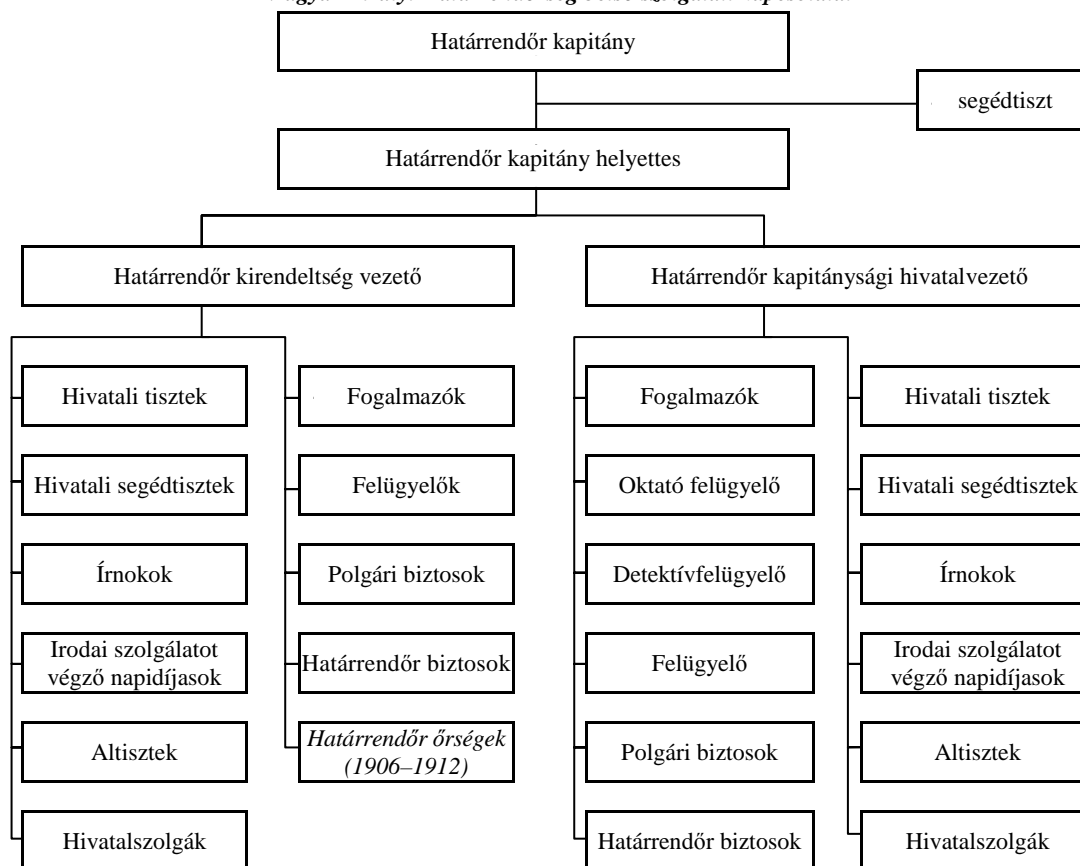 Határrendőr kapitány
segédtiszt
Határrendőr kapitány helyettes
Határrendőr kirendeltség vezető
Határrendőr kapitánysági hivatalvezető
Hivatali tisztek
Fogalmazók
Fogalmazók
Hivatali tisztek
Hivatali segédtisztek
Felügyelők
Oktató felügyelő
Hivatali segédtisztek
Írnokok
Polgári biztosok
Detektívfelügyelő
Írnokok
Irodai szolgálatot
végző napidíjasok
Határrendőr biztosok
Felügyelő
Irodai szolgálatot
végző napidíjasok
Altisztek
Határrendőr őrségek
(1906–1912)
Polgári biztosok
Altisztek
Hivatalszolgák
Határrendőr biztosok
Hivatalszolgák